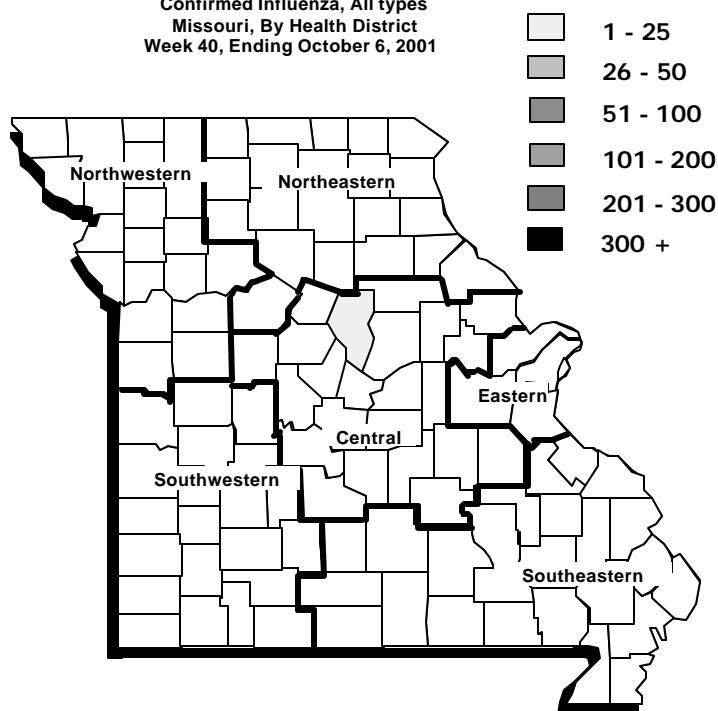 Confirmed Influenza, All types
Missouri, By Health District
Week 40, Ending October 6, 2001
1 - 25
26 - 50
51 - 100
101 - 200
201 - 300
300 +
Northwestern
Northeastern
Eastern
Central
Southwestern
Southeastern